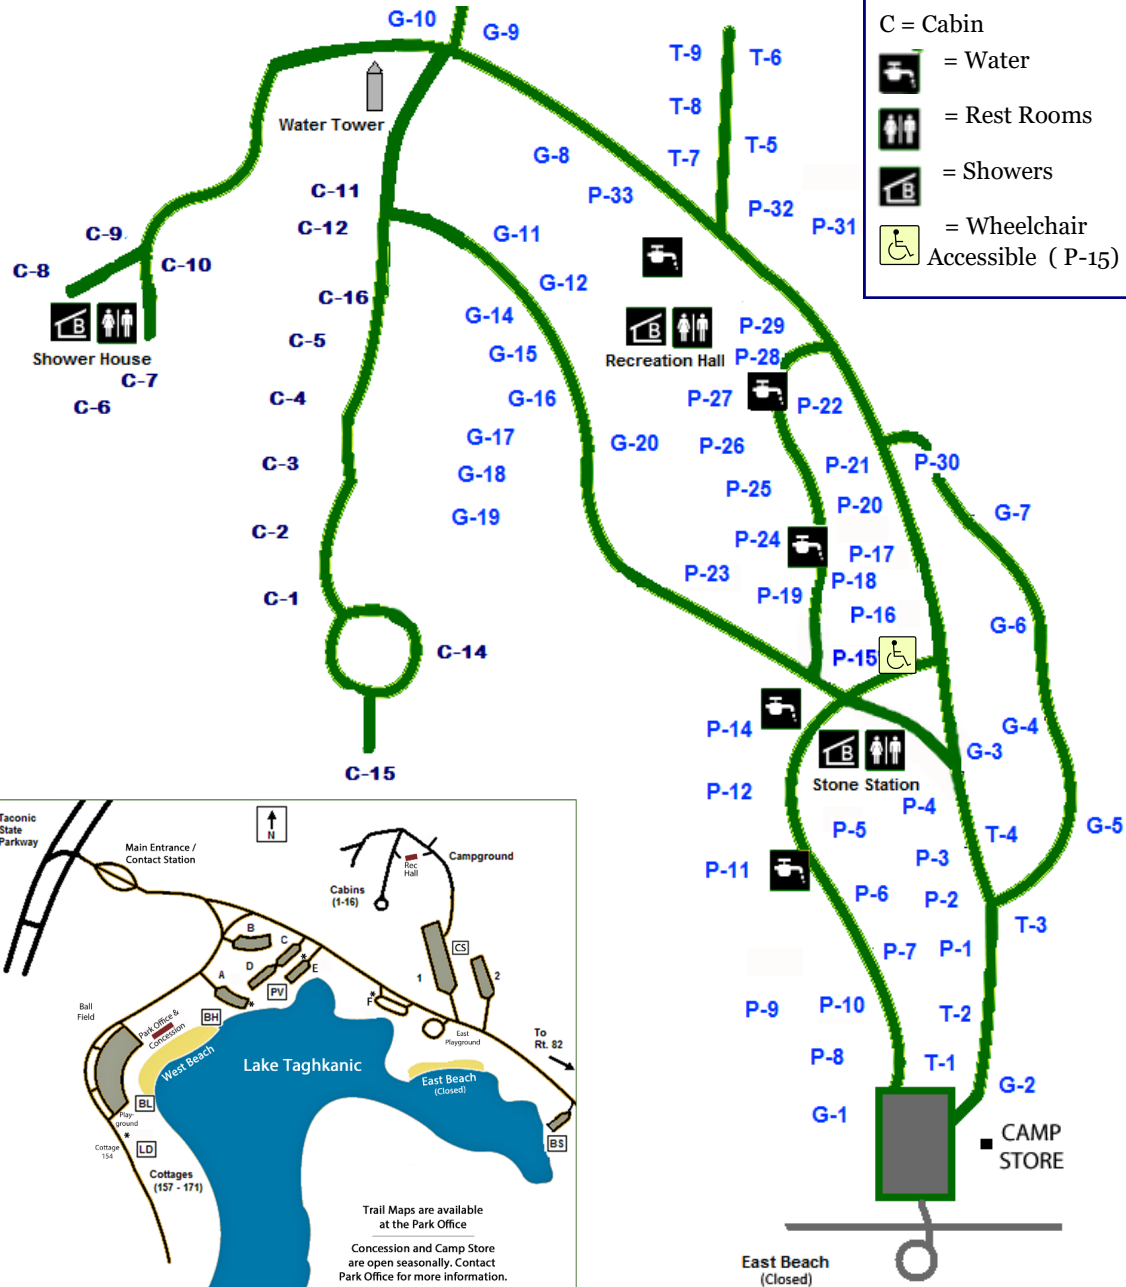 G-10
G-9
T-9
T-6
T-8
T-5
T-7
Water Tower
G-8
P-33
P-32
P-31
C-11
C-12
C-9
C-8
C-10
G-11
G-12
C-16
C-5
G-14
G-15
P-29
B
B
Shower House
Recreation Hall
P-28
C-7
C-6
C-4
G-16
P-27
P-22
G-17
G-20
P-26
C-3
G-18
P-21
P-30
P-25
P-20
G-19
G-7
C-2
P-24
P-17
P-23
P-18
C-1
P-19
P-16
G-6
C-14
P-15
P-14
G-4
B
G-3
C-15
Stone Station
P-12
P-4
P-5
T-4
G-5
P-3
P-11
P-6
P-2
T-3
P-7
P-1
P-9
P-10
T-2
P-8
T-1
G-2
G-1
CAMP
STORE
East Beach
(Closed)
C = Cabin
= Water
= Rest Rooms
B
= Showers
= Wheelchair
Accessible ( P-15)
Taconic
State
Parkway
N
Main Entrance /
Contact Station
Rec
Hall
Campground
Cabins
(1-16)
B
C
CS
A
D
*
E
1
2
PV
*
*
F
Ball
Field
Park Office &
Concession
BH
East
Playground
To
Rt. 82
West Beach
Lake Taghkanic
East Beach
(Closed)
BL
Play-
ground
*
Cottage
154
LD
BS
Cottages
(157 - 171)
Trail Maps are available
at the Park Office
Concession and Camp Store
are open seasonally. Contact
Park Office for more information.